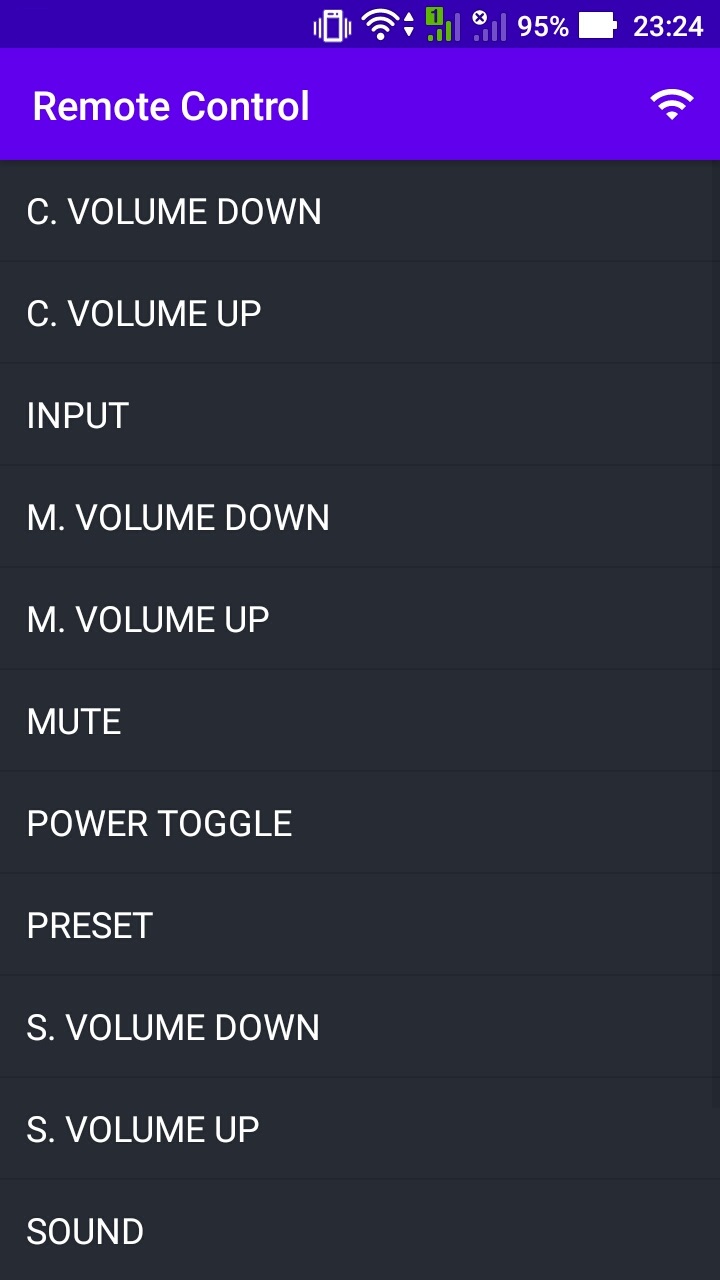 1 95% 23:24
Remote Control
C. VOLUME DOWN
C. VOLUME UP
INPUT
M. VOLUME DOWN
M. VOLUME UP
MUTE
POWER TOGGLE
PRESET
S. VOLUME DOWN
S. VOLUME UP
SOUND